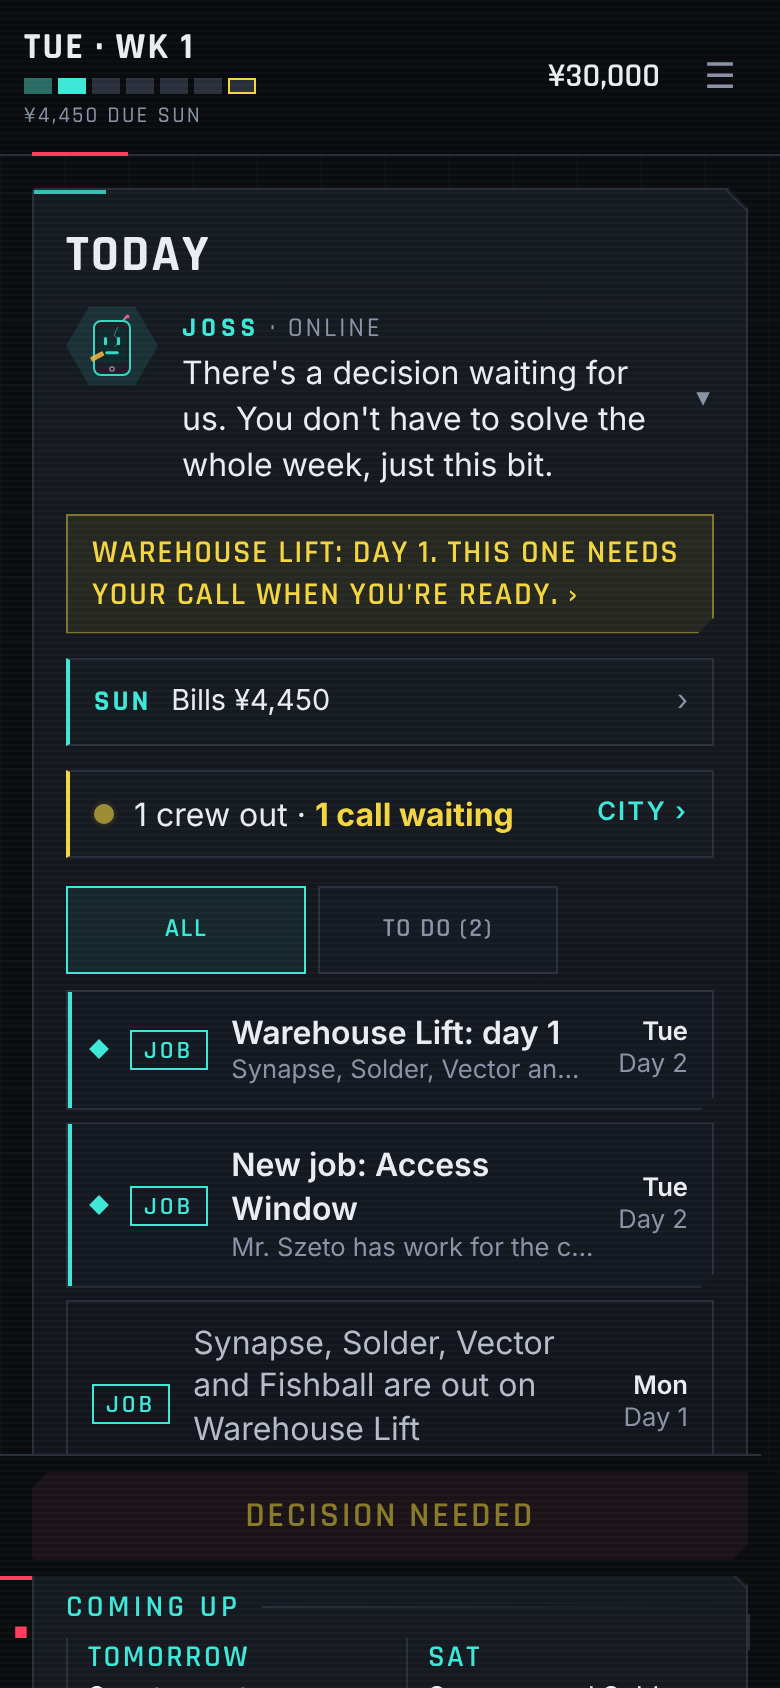 TUE · WK 1
¥4,450 DUE SUN
¥30,000
TODAY
JOSS · ONLINE
There's a decision waiting for
us. You don't have to solve the
whole week, just this bit.
WAREHOUSE LIFT: DAY 1. THIS ONE NEEDS
YOUR CALL WHEN YOU'RE READY. ›
SUN Bills ¥4,450 ›
1 crew out · 1 call waiting CITY ›
ALL
TO DO (2)
JOB
Warehouse Lift: day 1
Synapse, Solder, Vector an...
Tue
Day 2
JOB
New job: Access
Window
Mr. Szeto has work for the c...
Tue
Day 2
JOB
Synapse, Solder, Vector
and Fishball are out on
Warehouse Lift
Mon
Day 1
DECISION NEEDED
COMING UP
TOMORROW
SAT